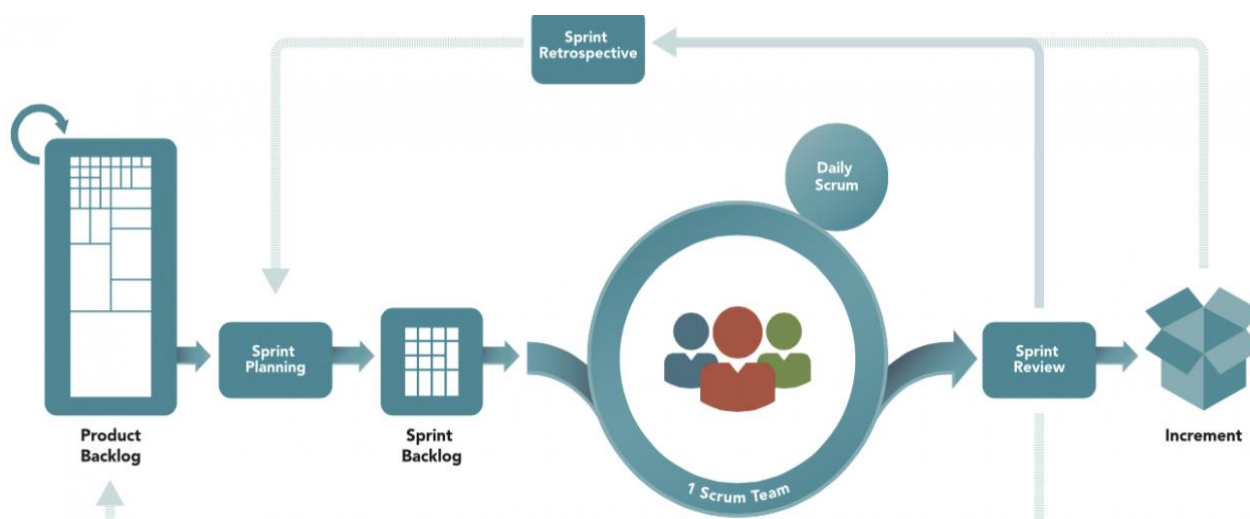 Sprint
Retrospective
Daily
Scrum
Sprint
Planning
Sprint
Review
Product
Backlog
Sprint
Backlog
1 Scrum Team
Increment